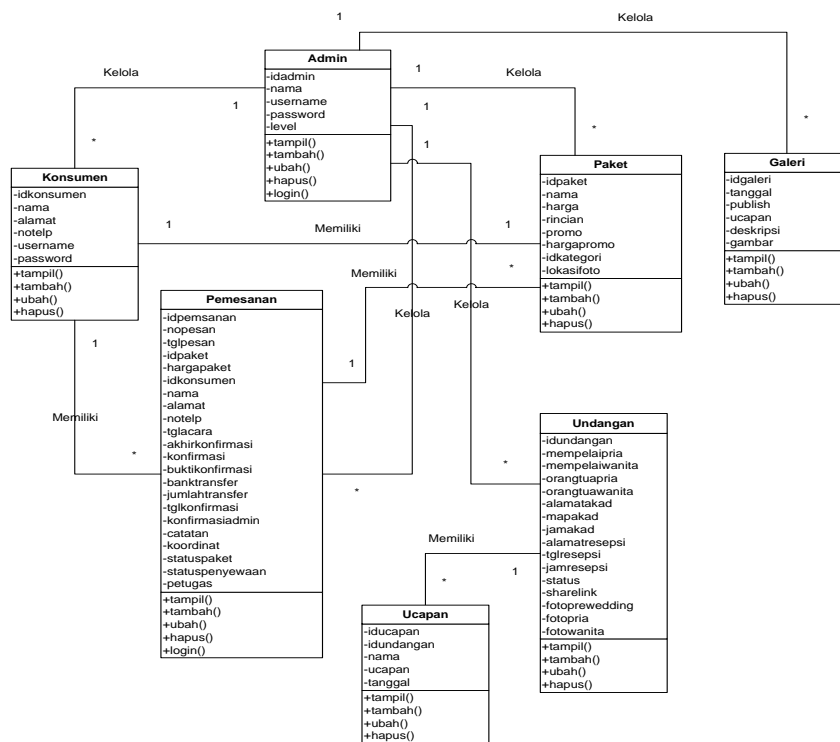 1
Kelola
Admin
-idadmin
-nama
-username
-password
-level
+tampil()
+tambah()
+ubah()
+hapus()
+login()
Kelola
1
*
1
Kelola
*
1
1
*
Konsumen
-idkonsumen
-nama
-alamat
-notelp
-username
-password
+tampil()
+tambah()
+ubah()
+hapus()
1
Memiliki
1
Paket
-idpaket
-nama
-harga
-rincian
-promo
-hargapromo
-idkategori
-lokasifoto
+tampil()
+tambah()
+ubah()
+hapus()
Galeri
-idgaleri
-tanggal
-publish
-ucapan
-deskripsi
-gambar
+tampil()
+tambah()
+ubah()
+hapus()
Memiliki
*
1
Kelola
Kelola
1
Memiliki
*
Pemesanan
-idpemsanan
-nopesan
-tglpesan
-idpaket
-hargapaket
-idkonsumen
-nama
-alamat
-notelp
-tglacara
-akhirkonfirmasi
-konfirmasi
-buktikonfirmasi
-banktransfer
-jumlahtransfer
-tglkonfirmasi
-konfirmasiadmin
-catatan
-koordinat
-statuspaket
-statuspenyewaan
-petugas
+tampil()
+tambah()
+ubah()
+hapus()
+login()
*
*
Undangan
-idundangan
-mempelaipria
-mempelaiwanita
-orangtuapria
-orangtuawanita
-alamatakad
-mapakad
-jamakad
-alamatresepsi
-tglresepsi
-jamresepsi
-status
-sharelink
-fotoprewedding
-fotopria
-fotowanita
+tampil()
+tambah()
+ubah()
+hapus()
Memiliki
1
*
Ucapan
-iducapan
-idundangan
-nama
-ucapan
-tanggal
+tampil()
+tambah()
+ubah()
+hapus()